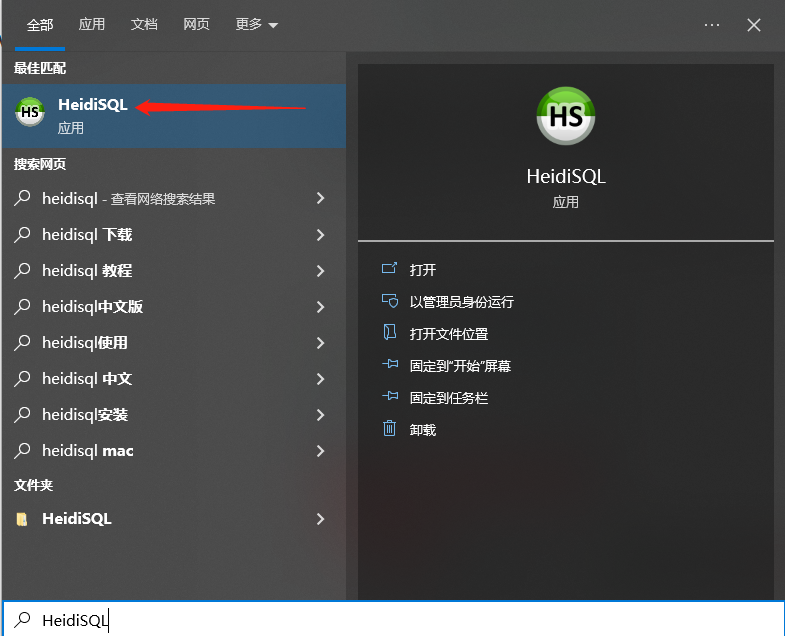 全部 应用 文档 网页 更多
最佳匹配
HS
HeidiSQL
应用
搜索网页
heidisql - 查看网络搜索结果
heidisql 下载
heidisql 教程
heidisql中文版
heidisql使用
heidisql 中文
heidisql安装
heidisql mac
文件夹
HeidiSQL
HS
HeidiSQL
应用
打开
以管理员身份运行
打开文件位置
固定到“开始”屏幕
固定到任务栏
卸载
HeidiSQL